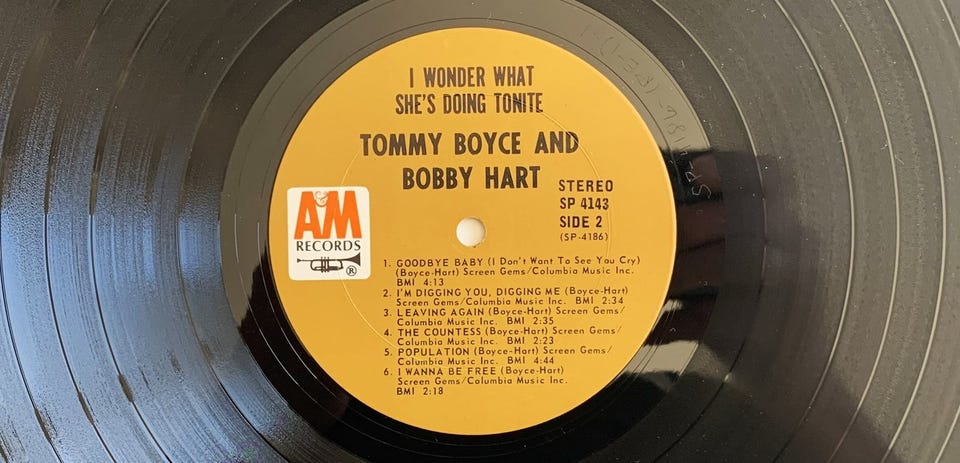 I WONDER WHAT
SHE'S DOING TONITE
TOMMY BOYCE AND
BOBBY HART
STEREO
SP 4143
SIDE 2
(SP-4186)
A&M
RECORDS
®
1. GOODBYE BABY (I Don't Want To See You Cry)
(Boyce-Hart) Screen Gems/Columbia Music Inc.
BMI 4:13
2. I'M DIGGING YOU, DIGGING ME (Boyce-Hart)
Screen Gems/Columbia Music Inc. BMI 2:34
3. LEAVING AGAIN (Boyce-Hart) Screen Gems/
Columbia Music Inc. BMI 2:35
4. THE COUNTESS (Boyce-Hart) Screen Gems/
Columbia Music Inc. BMI 2:23
5. POPULATION (Boyce-Hart) Screen Gems/
Columbia Music Inc. BMI 4:44
6. I WANNA BE FREE (Boyce-Hart)
Screen Gems/Columbia Music Inc.
BMI 2:18